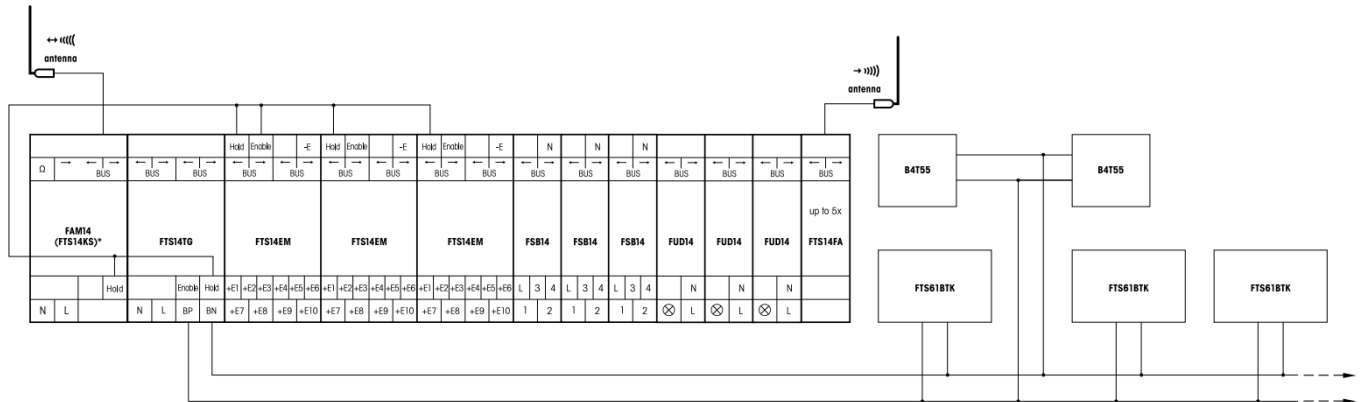 antenna
antenna
Hold Enable -E Hold Enable -E Hold Enable -E N N N
Ω BUS BUS BUS BUS BUS BUS BUS BUS BUS BUS BUS BUS BUS BUS BUS BUS
B4T55 B4T55
up to 5x
FAM14
(FTS14KS)*
FTS14TG FTS14EM FTS14EM FTS14EM FSB14 FSB14 FSB14 FUD14 FUD14 FUD14 FTS14FA
FTS61BTK FTS61BTK FTS61BTK
Hold Enable Hold +E1 +E2 +E3 +E4 +E5 +E6 +E1 +E2 +E3 +E4 +E5 +E6 +E1 +E2 +E3 +E4 +E5 +E6 L 3 4 L 3 4 L 3 4 N N N
N L N L BP BN +E7 +E8 +E9 +E10 +E7 +E8 +E9 +E10 +E7 +E8 +E9 +E10 1 2 1 2 1 2 L L L